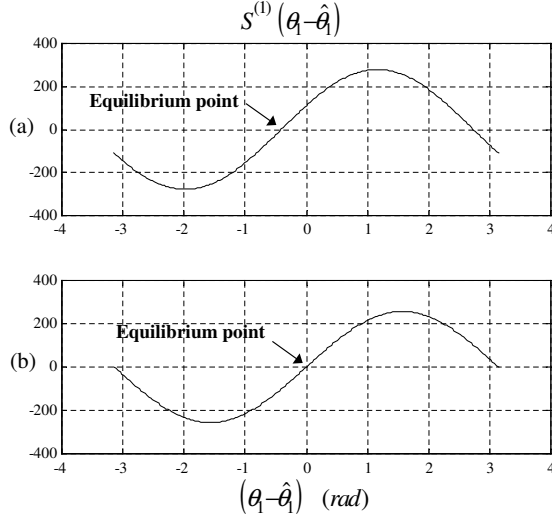 S^(1) (θ₁−θ̂₁)
400
200
Equilibrium point
(a)
0
-200
-400
-4 -3 -2 -1 0 1 2 3 4
400
200
Equilibrium point
(b)
0
-200
-400
-4 -3 -2 -1 0 1 2 3 4
(θ₁−θ̂₁) (rad)